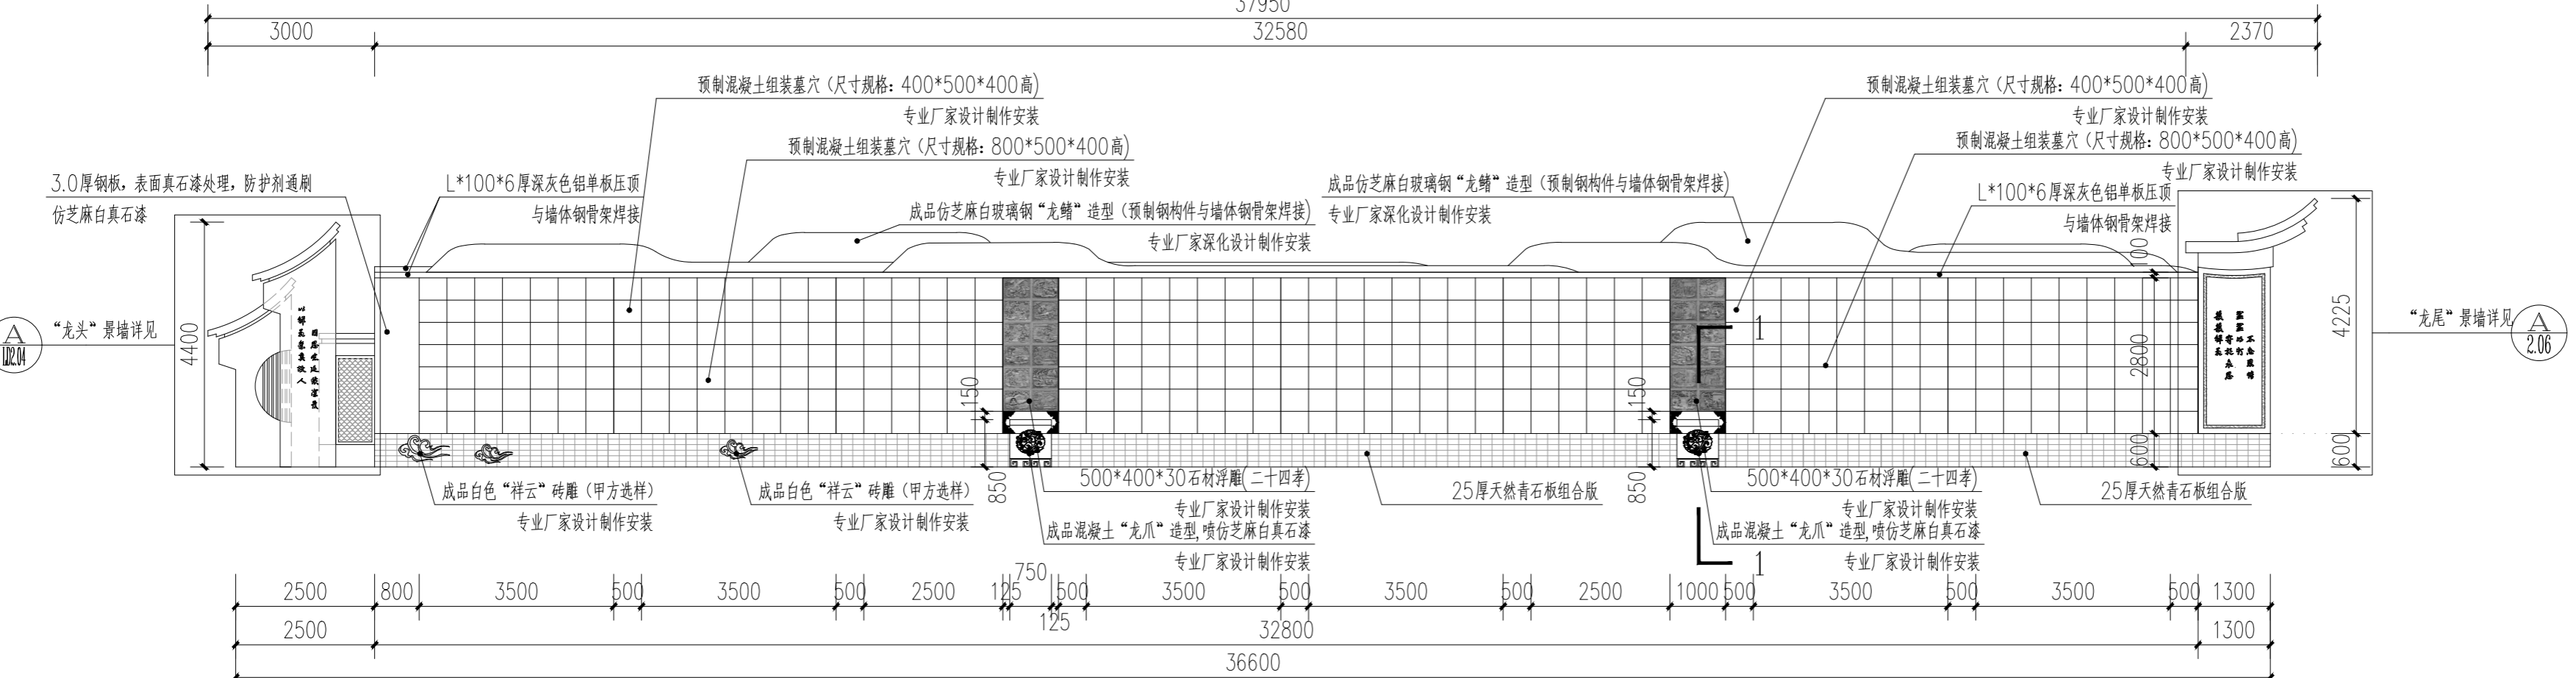 37950
3000
32580
2370
预制混凝土组装墓穴（尺寸规格：400*500*400高）
专业厂家设计制作安装
预制混凝土组装墓穴（尺寸规格：400*500*400高）
专业厂家设计制作安装
预制混凝土组装墓穴（尺寸规格：800*500*400高）
专业厂家设计制作安装
预制混凝土组装墓穴（尺寸规格：800*500*400高）
专业厂家设计制作安装
3.0厚钢板，表面真石漆处理，防护剂通刷
仿芝麻白真石漆
L*100*6厚深灰色铝单板压顶
与墙体钢骨架焊接
成品仿芝麻白玻璃钢“龙鳍”造型（预制钢构件与墙体钢骨架焊接）
专业厂家深化设计制作安装
成品仿芝麻白玻璃钢“龙鳍”造型（预制钢构件与墙体钢骨架焊接）
专业厂家深化设计制作安装
L*100*6厚深灰色铝单板压顶
与墙体钢骨架焊接
A
LD2.04
“龙头”景墙详见
4400
150
850
1
150
850
100
2800
600
4225
600
“龙尾”景墙详见
A
2.06
成品白色“祥云”砖雕（甲方选样）
专业厂家设计制作安装
成品白色“祥云”砖雕（甲方选样）
专业厂家设计制作安装
500*400*30石材浮雕(二十四孝)
专业厂家设计制作安装
成品混凝土“龙爪”造型,喷仿芝麻白真石漆
专业厂家设计制作安装
25厚天然青石板组合版
500*400*30石材浮雕(二十四孝)
专业厂家设计制作安装
成品混凝土“龙爪”造型,喷仿芝麻白真石漆
专业厂家设计制作安装
25厚天然青石板组合版
1
2500 800 3500 500 3500 500 2500 125 750 125 500 3500 500 3500 500 2500 1000 500 3500 500 3500 500 1300
2500
32800
1300
36600